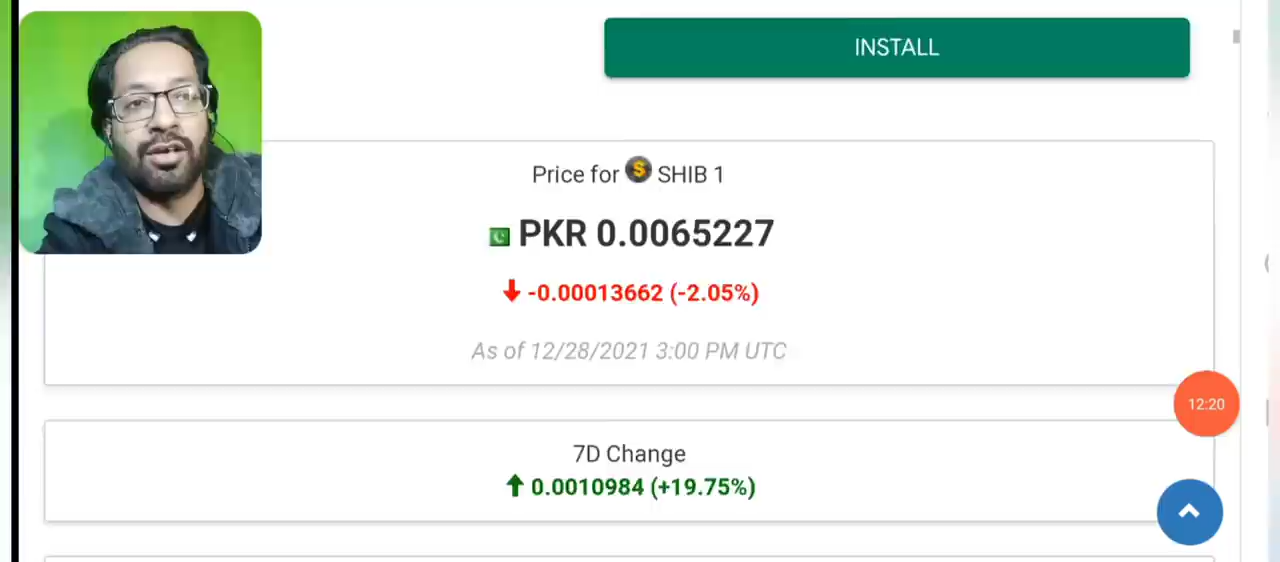 INSTALL
Price for SHIB 1
PKR 0.0065227
-0.00013662 (-2.05%)
As of 12/28/2021 3:00 PM UTC
12:20
7D Change
0.0010984 (+19.75%)